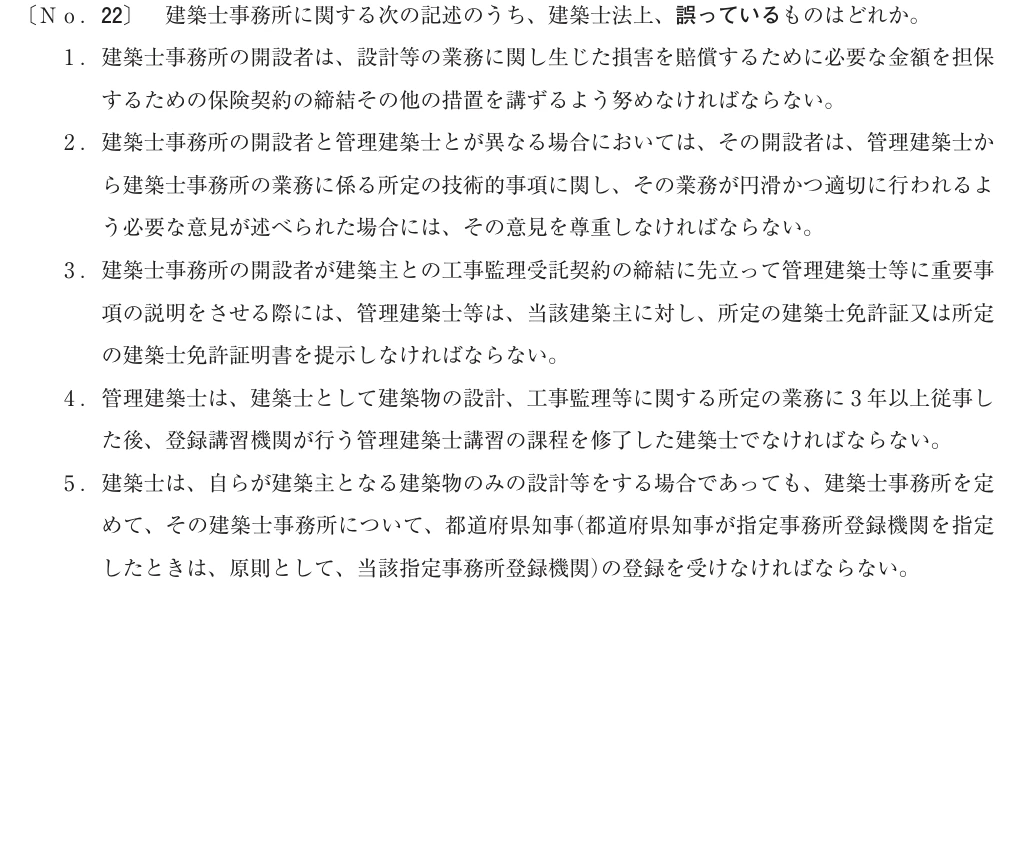 〔No. 22〕　建築士事務所に関する次の記述のうち、建築士法上、誤っているものはどれか。
1. 建築士事務所の開設者は、設計等の業務に関し生じた損害を賠償するために必要な金額を担保
するための保険契約の締結その他の措置を講ずるよう努めなければならない。
2. 建築士事務所の開設者と管理建築士とが異なる場合においては、その開設者は、管理建築士か
ら建築士事務所の業務に係る所定の技術的事項に関し、その業務が円滑かつ適切に行われるよ
う必要な意見が述べられた場合には、その意見を尊重しなければならない。
3. 建築士事務所の開設者が建築主との工事監理受託契約の締結に先立って管理建築士等に重要事
項の説明をさせる際には、管理建築士等は、当該建築主に対し、所定の建築士免許証又は所定
の建築士免許証明書を提示しなければならない。
4. 管理建築士は、建築士として建築物の設計、工事監理等に関する所定の業務に3年以上従事し
た後、登録講習機関が行う管理建築士講習の課程を修了した建築士でなければならない。
5. 建築士は、自らが建築主となる建築物のみの設計等をする場合であっても、建築士事務所を定
めて、その建築士事務所について、都道府県知事(都道府県知事が指定事務所登録機関を指定
したときは、原則として、当該指定事務所登録機関)の登録を受けなければならない。